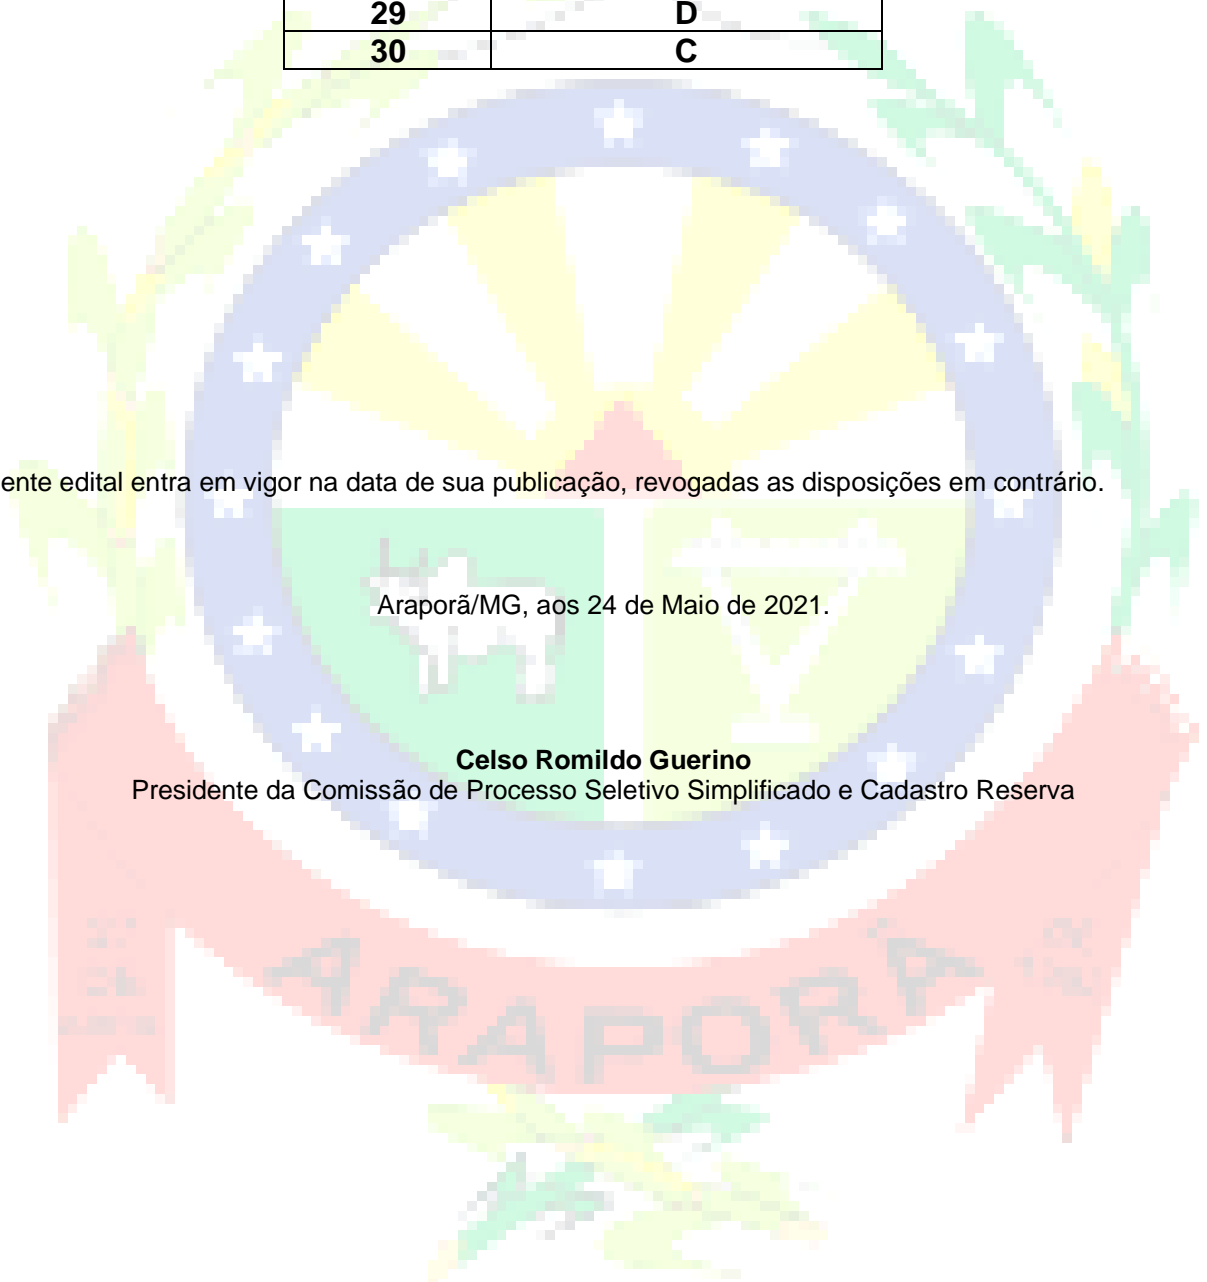 29 D
30 C
ente edital entra em vigor na data de sua publicação, revogadas as disposições em contrário.
Araporã/MG, aos 24 de Maio de 2021.
Celso Romildo Guerino
Presidente da Comissão de Processo Seletivo Simplificado e Cadastro Reserva
ARAPORÃ